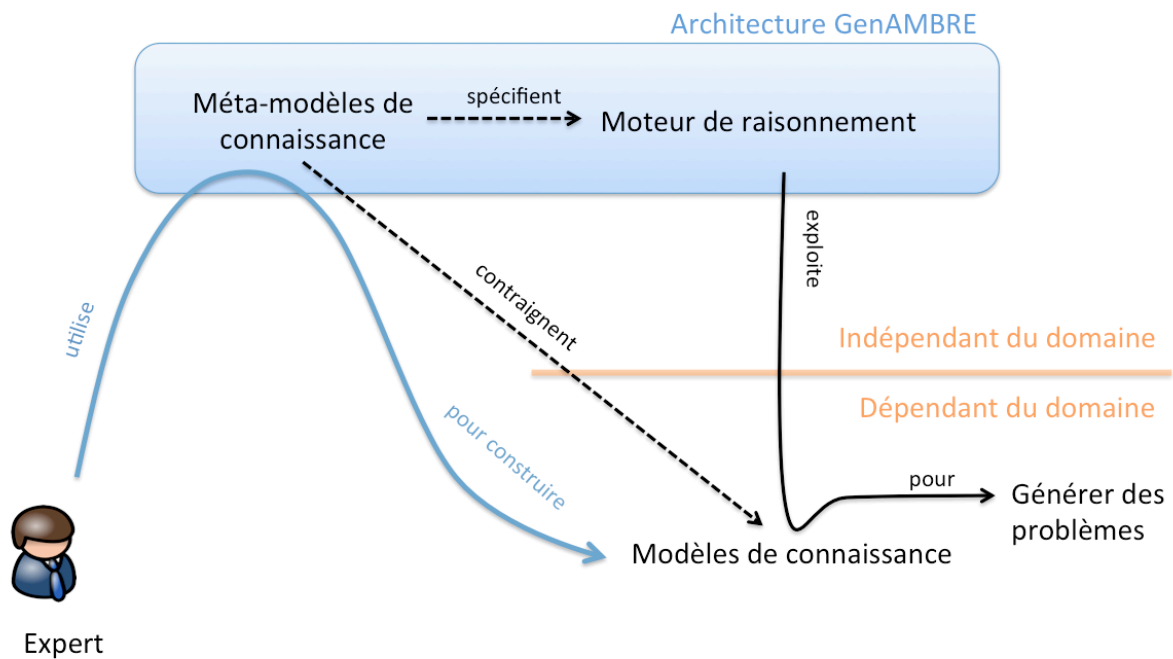 Architecture GenAMBRE
Méta-modèles de
connaissance
spécifient
Moteur de raisonnement
exploite
contraignent
utilise
Indépendant du domaine
Dépendant du domaine
pour construire
pour
Générer des
problèmes
Modèles de connaissance
Expert